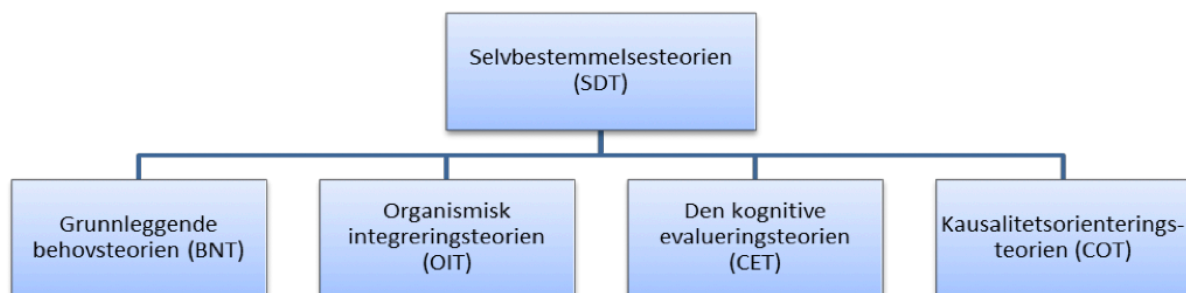 Selvbestemmelsesteorien
(SDT)
Grunnleggende
behovsteorien (BNT)
Organismisk
integreringsteorien
(OIT)
Den kognitive
evalueringsteorien
(CET)
Kausalitetsorienterings-
teorien (COT)